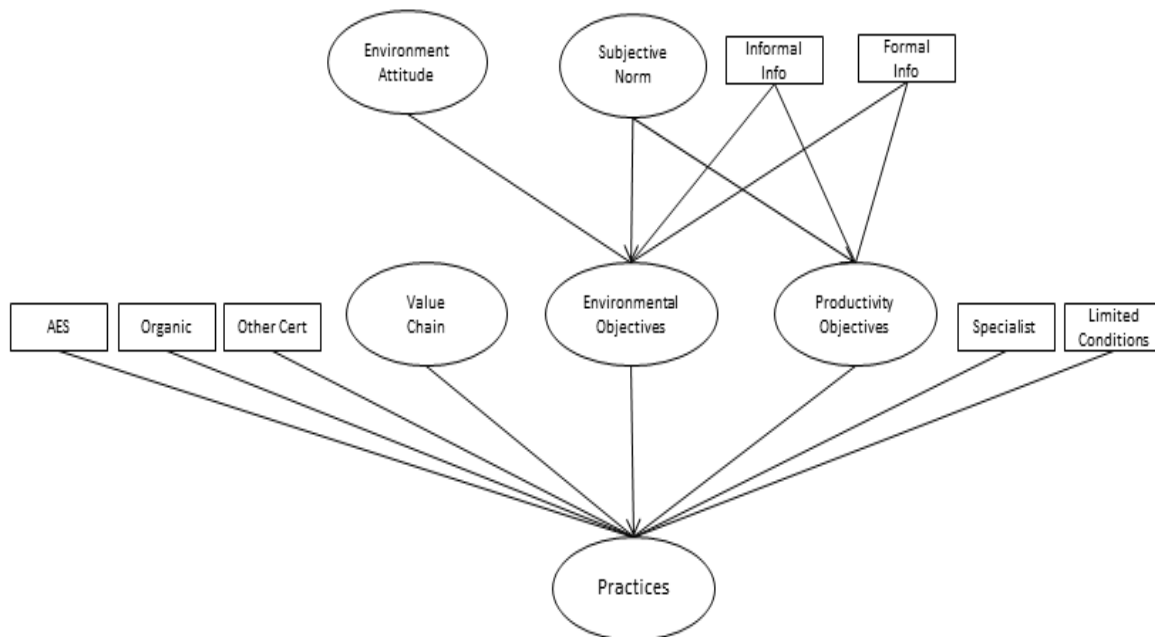 Environment
Attitude
Subjective
Norm
Informal
Info
Formal
Info
AES
Organic
Other Cert
Value
Chain
Environmental
Objectives
Productivity
Objectives
Specialist
Limited
Conditions
Practices